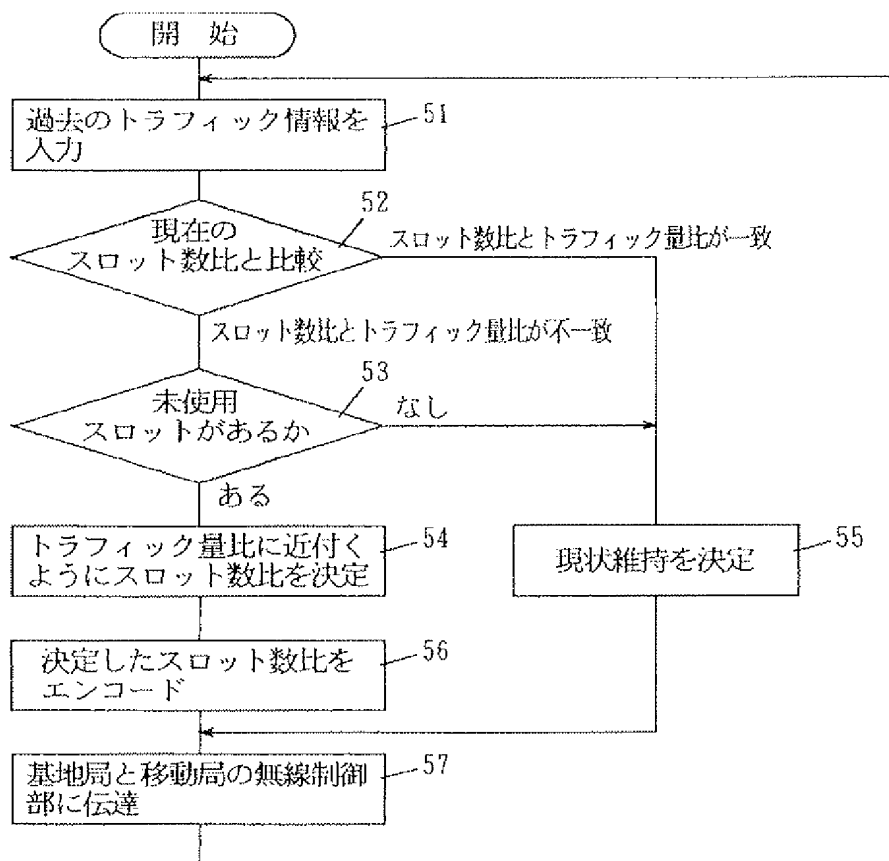 開 始
過去のトラフィック情報を
入力
51
現在の
スロット数比と比較
52
スロット数比とトラフィック量比が一致
スロット数比とトラフィック量比が不一致
未使用
スロットがあるか
53
なし
ある
トラフィック量比に近付く
ようにスロット数比を決定
54
現状維持を決定
55
決定したスロット数比を
エンコード
56
基地局と移動局の無線制御
部に伝達
57